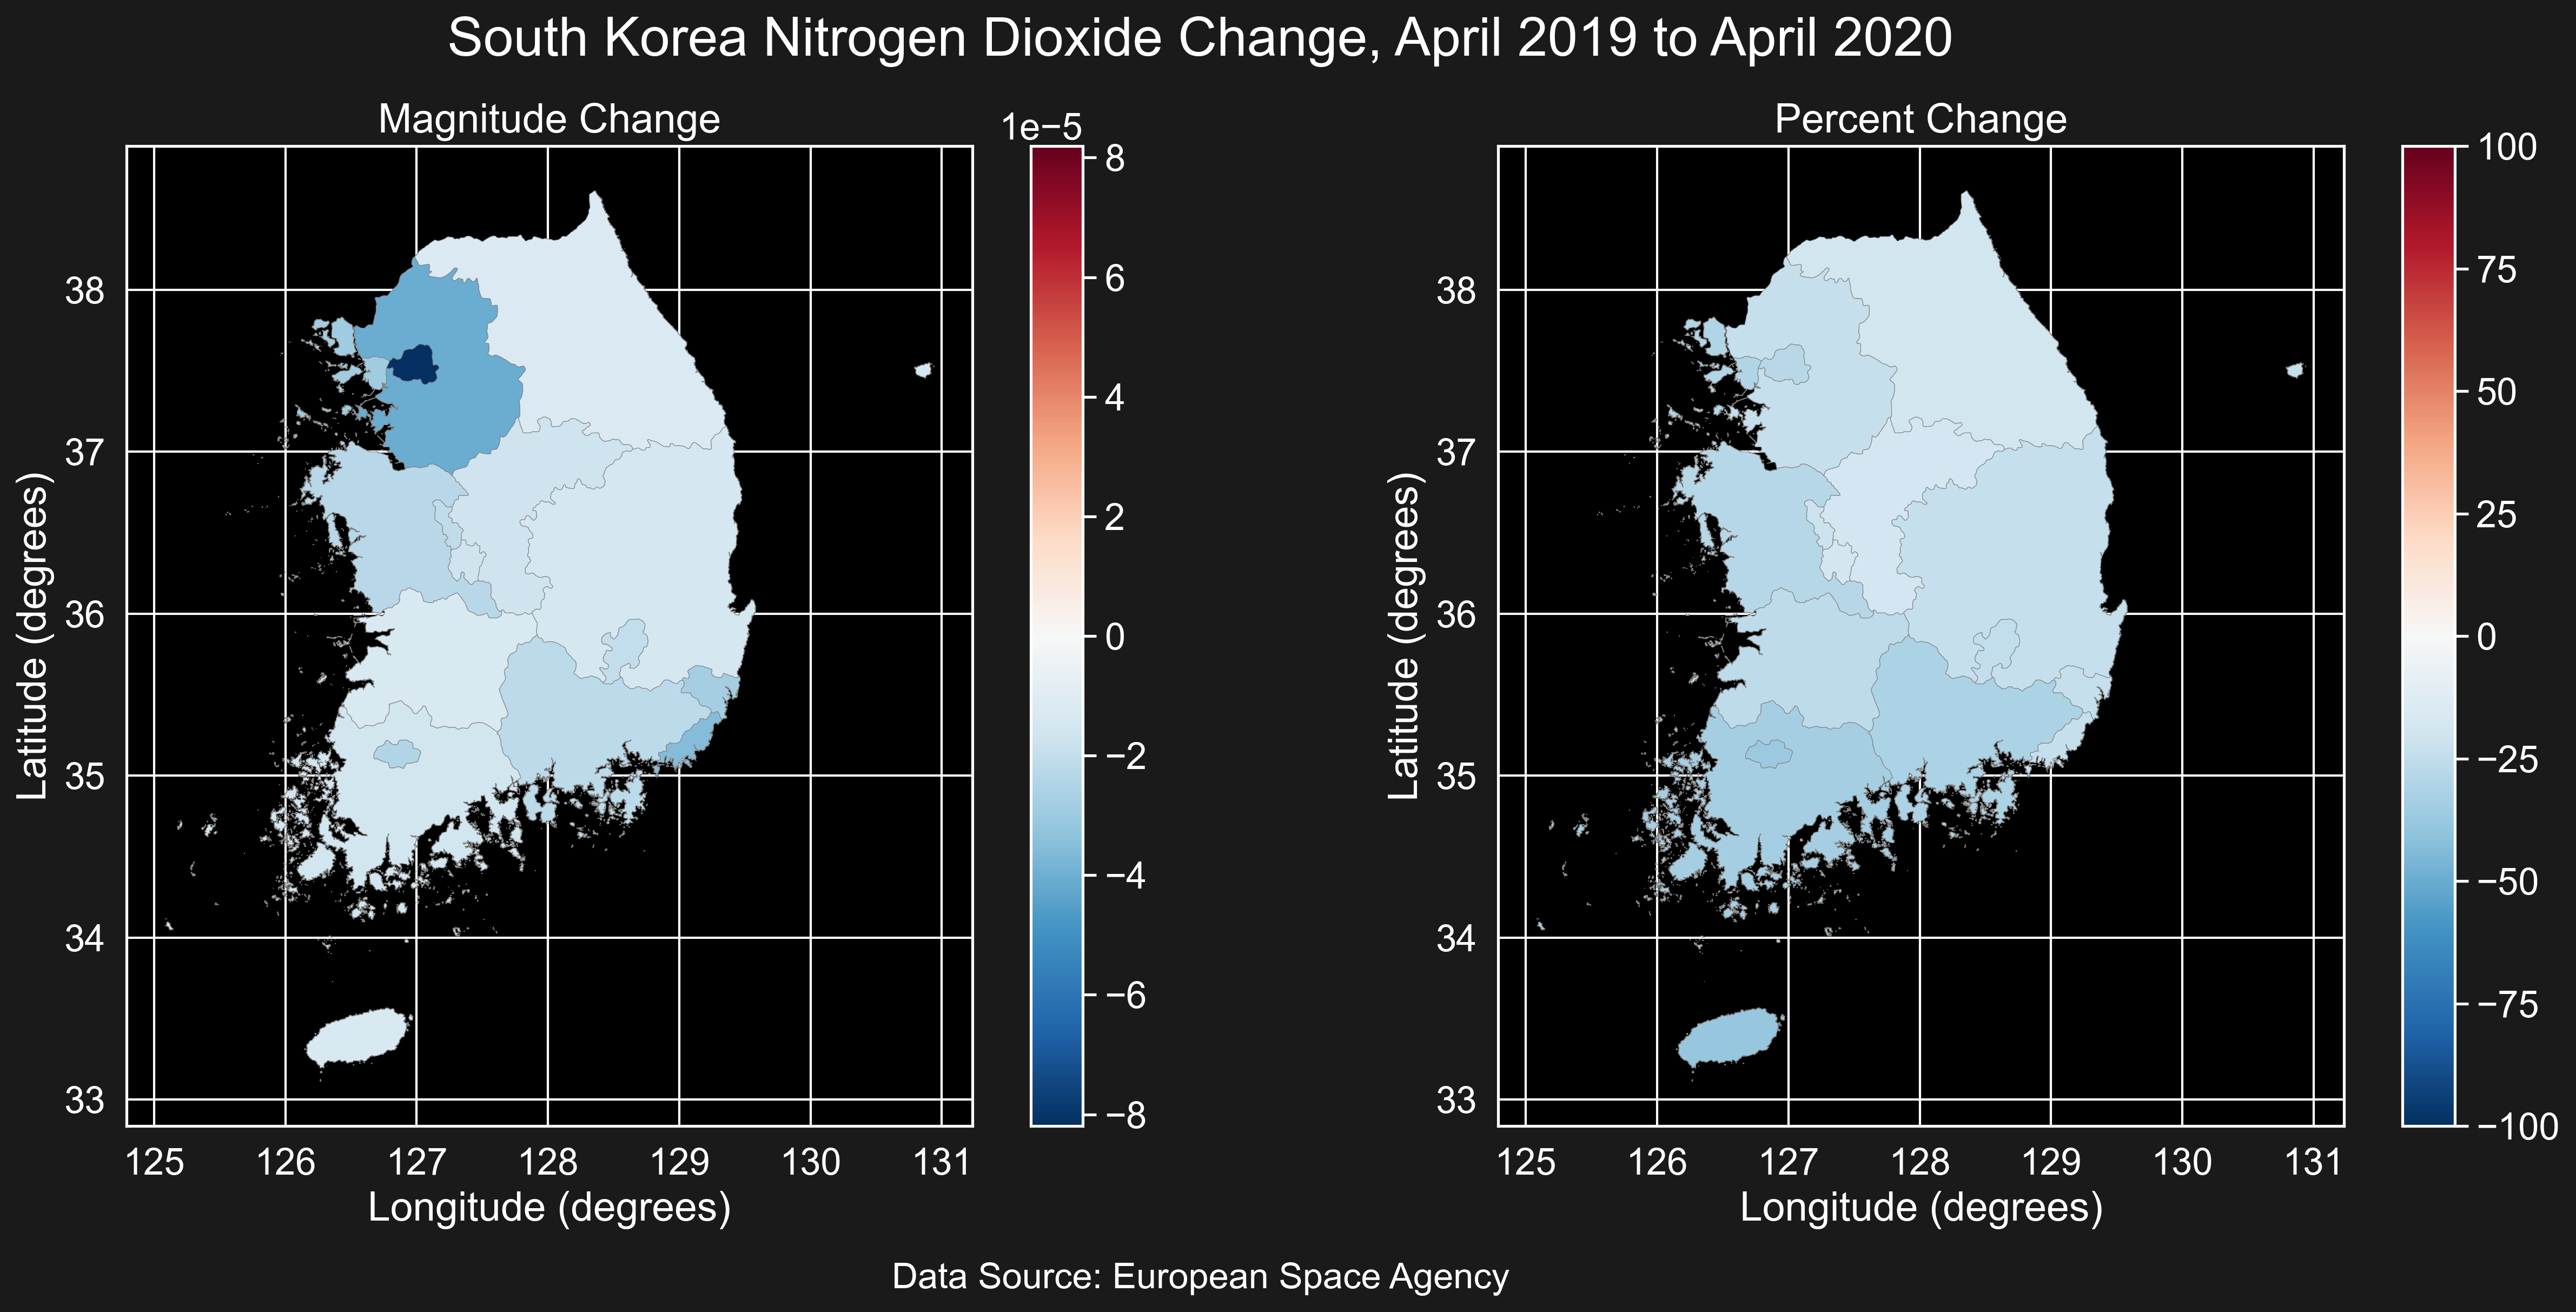 South Korea Nitrogen Dioxide Change, April 2019 to April 2020
Magnitude Change
1e−5
Latitude (degrees)
38
37
36
35
34
33
125 126 127 128 129 130 131
Longitude (degrees)
8
6
4
2
0
−2
−4
−6
−8
Percent Change
Latitude (degrees)
38
37
36
35
34
33
125 126 127 128 129 130 131
Longitude (degrees)
100
75
50
25
0
−25
−50
−75
−100
Data Source: European Space Agency